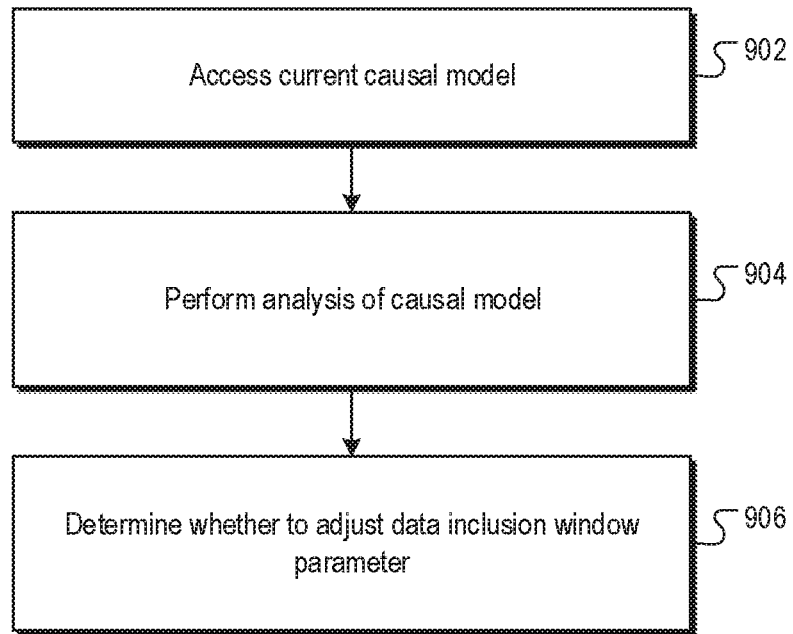 Access current causal model
902
Perform analysis of causal model
904
Determine whether to adjust data inclusion window
parameter
906